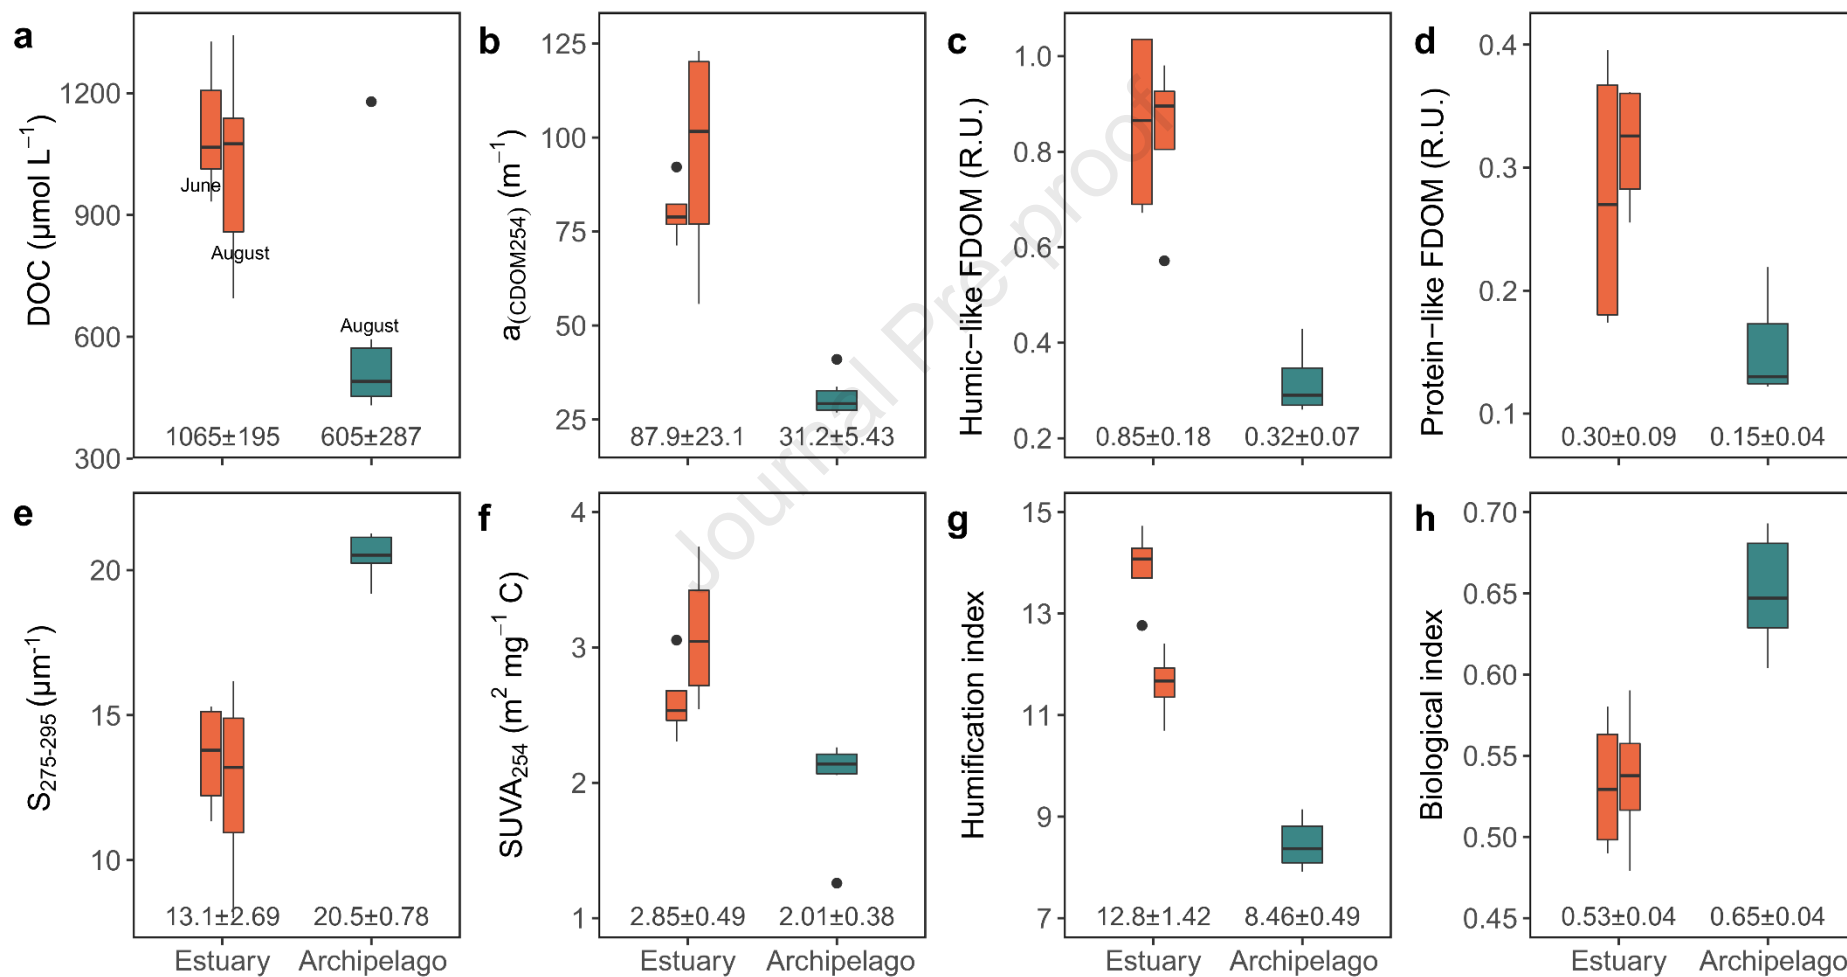 a
DOC (µmol L⁻¹)
1200
900
600
300
June
August
August
1065±195
605±287
b
a(CDOM254) (m⁻¹)
125
100
75
50
25
87.9±23.1
31.2±5.43
c
Humic−like FDOM (R.U.)
1.0
0.8
0.6
0.4
0.2
0.85±0.18
0.32±0.07
d
Protein−like FDOM (R.U.)
0.4
0.3
0.2
0.1
0.30±0.09
0.15±0.04
Journal Pre-proof
e
S275-295 (µm⁻¹)
20
15
10
13.1±2.69
20.5±0.78
Estuary
Archipelago
f
SUVA254 (m² mg⁻¹ C)
4
3
2
1
2.85±0.49
2.01±0.38
Estuary
Archipelago
g
Humification index
15
13
11
9
7
12.8±1.42
8.46±0.49
Estuary
Archipelago
h
Biological index
0.70
0.65
0.60
0.55
0.50
0.45
0.53±0.04
0.65±0.04
Estuary
Archipelago